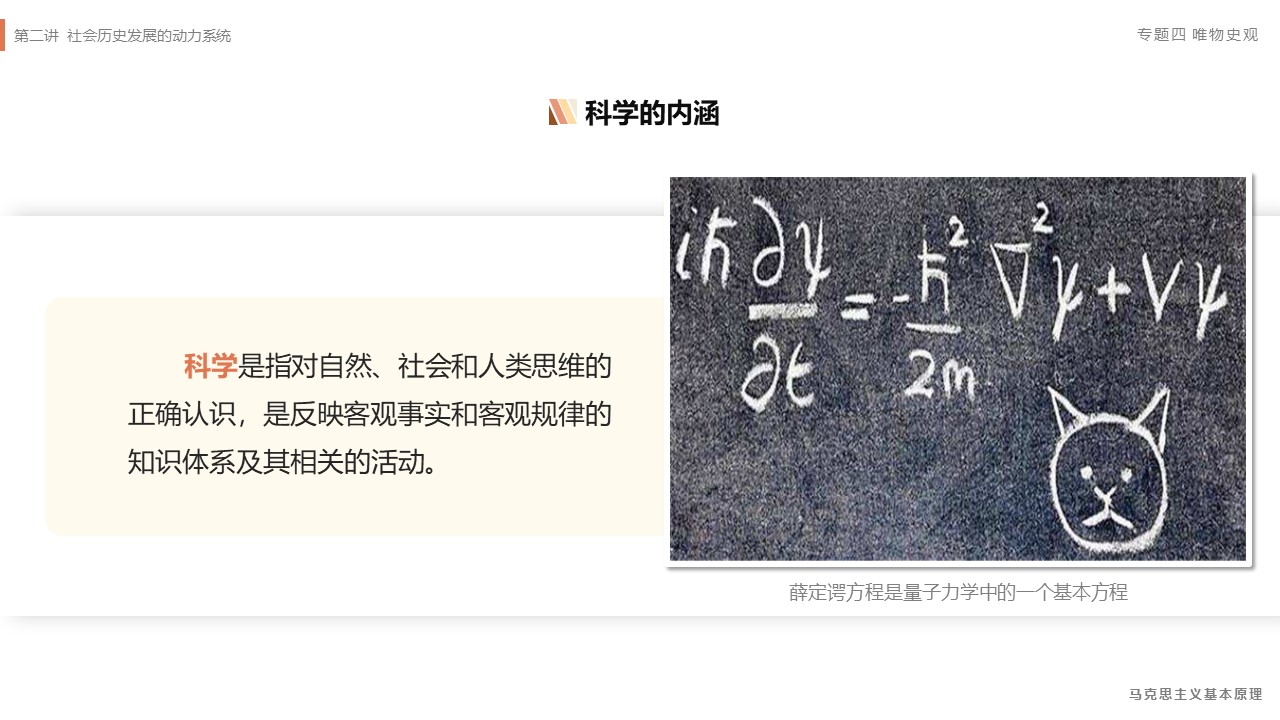 第二讲 社会历史发展的动力系统
专题四 唯物史观
科学的内涵
科学是指对自然、社会和人类思维的
正确认识，是反映客观事实和客观规律的
知识体系及其相关的活动。
iℏ ∂ψ/∂t = -ℏ²/2m ∇²ψ + Vψ
薛定谔方程是量子力学中的一个基本方程
马克思主义基本原理